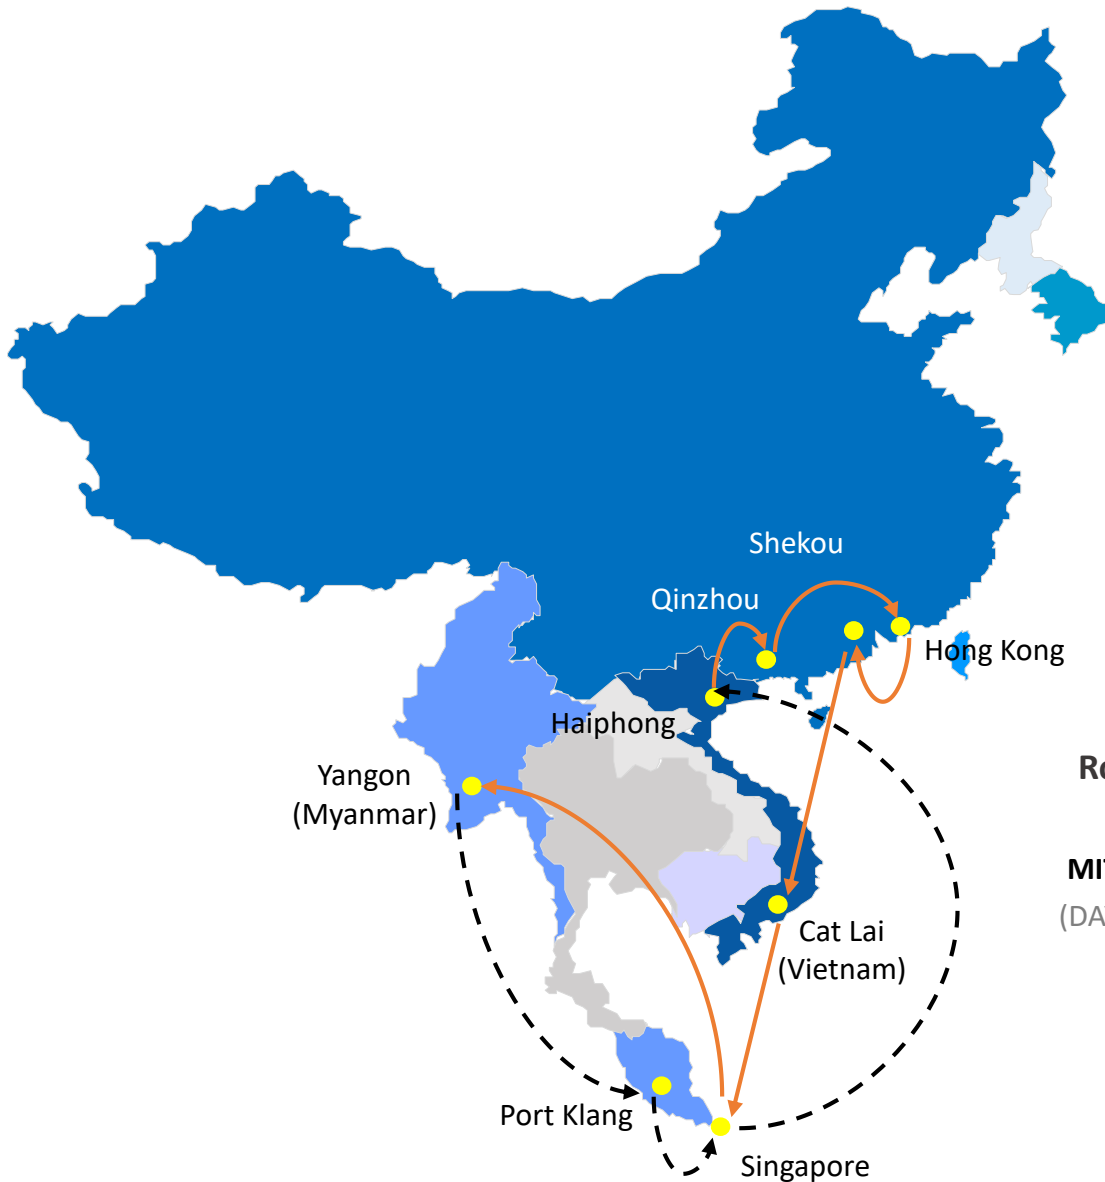 Shekou
Qinzhou
Hong Kong
Haiphong
Yangon
(Myanmar)
Cat Lai
(Vietnam)
Port Klang
Singapore